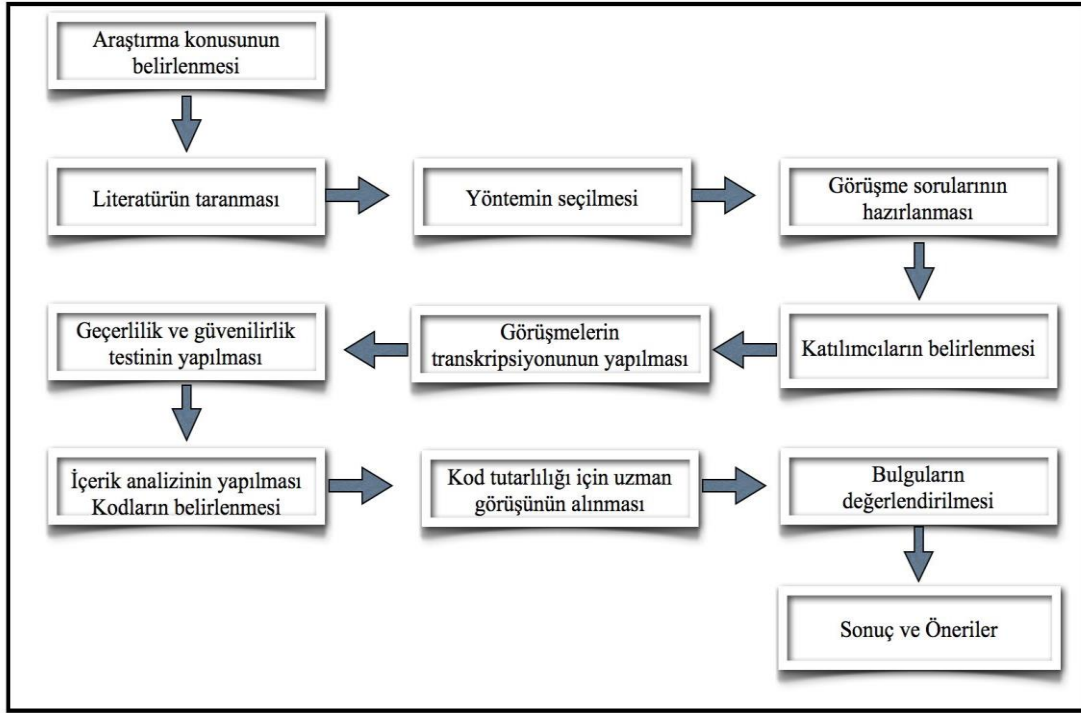 Araştırma konusunun
belirlenmesi
Literatürün taranması
Yöntemin seçilmesi
Görüşme sorularının
hazırlanması
Katılımcıların belirlenmesi
Görüşmelerin
transkripsiyonunun yapılması
Geçerlilik ve güvenilirlik
testinin yapılması
İçerik analizinin yapılması
Kodların belirlenmesi
Kod tutarlılığı için uzman
görüşünün alınması
Bulguların
değerlendirilmesi
Sonuç ve Öneriler